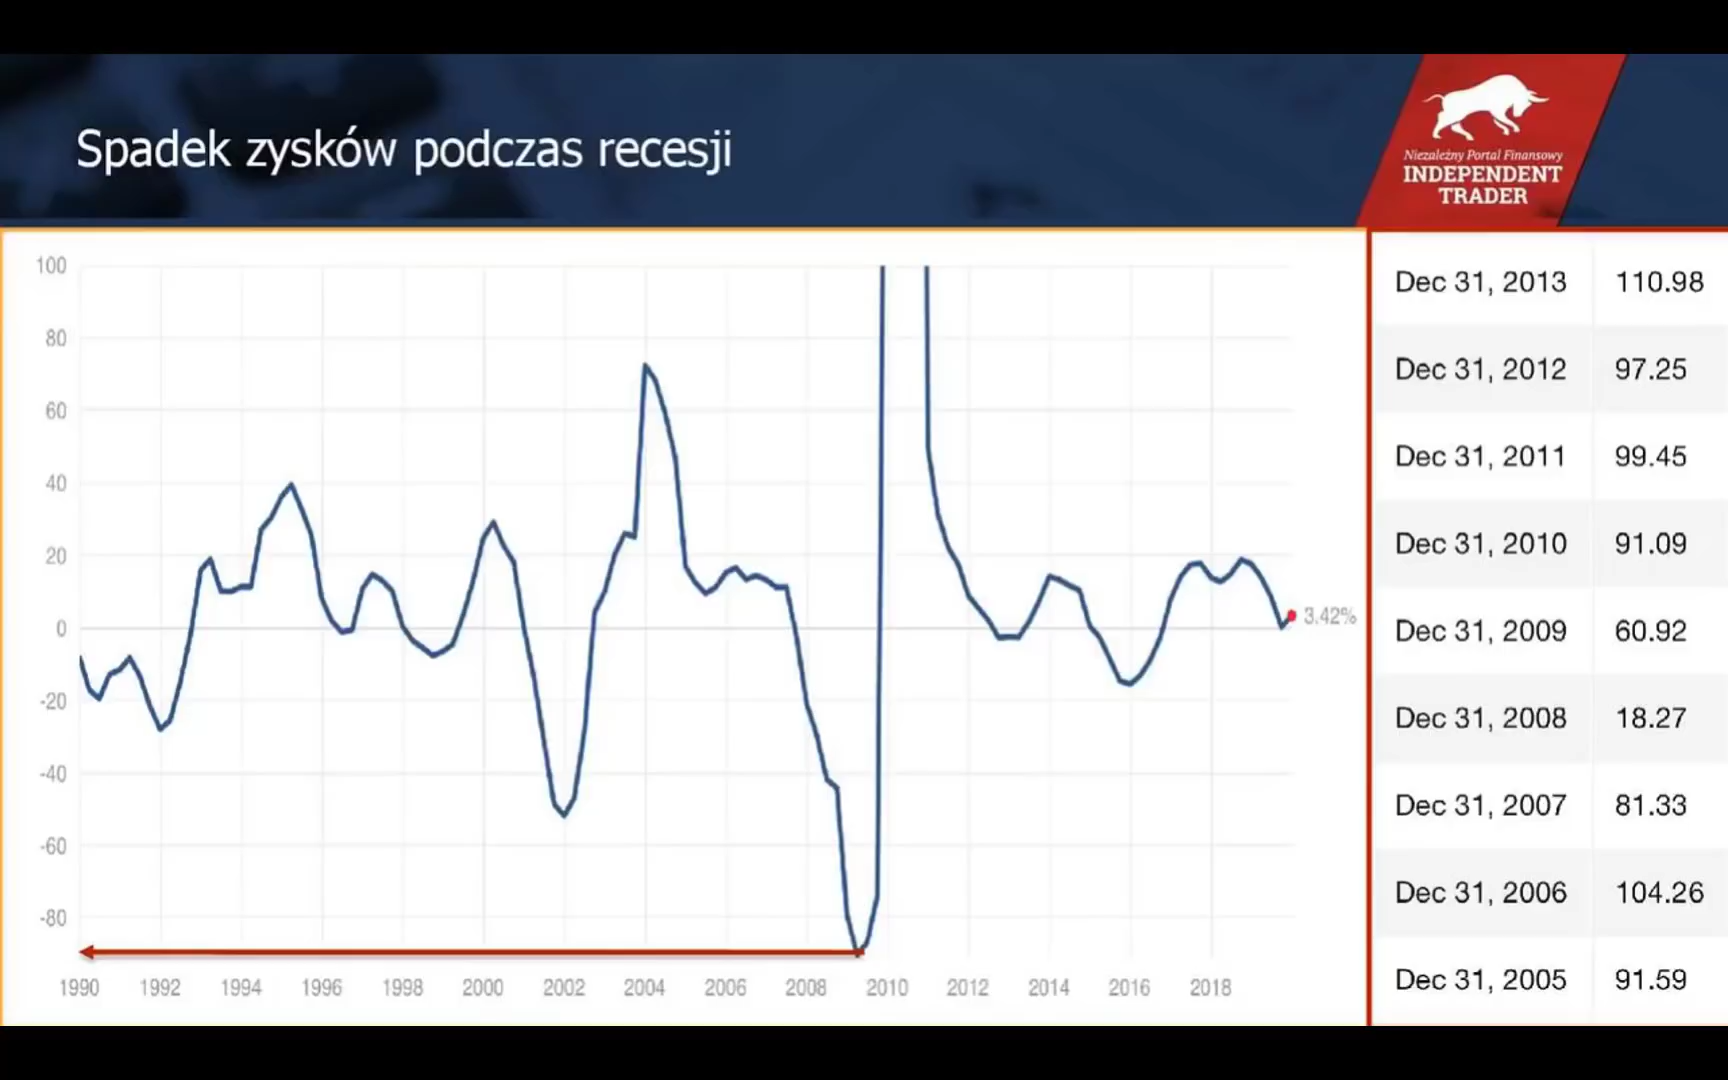 Spadek zysków podczas recesji
Niezależny Portal Finansowy
INDEPENDENT
TRADER
100
80
60
40
20
0
-20
-40
-60
-80
3.42%
1990 1992 1994 1996 1998 2000 2002 2004 2006 2008 2010 2012 2014 2016 2018
Dec 31, 2013 110.98
Dec 31, 2012 97.25
Dec 31, 2011 99.45
Dec 31, 2010 91.09
Dec 31, 2009 60.92
Dec 31, 2008 18.27
Dec 31, 2007 81.33
Dec 31, 2006 104.26
Dec 31, 2005 91.59